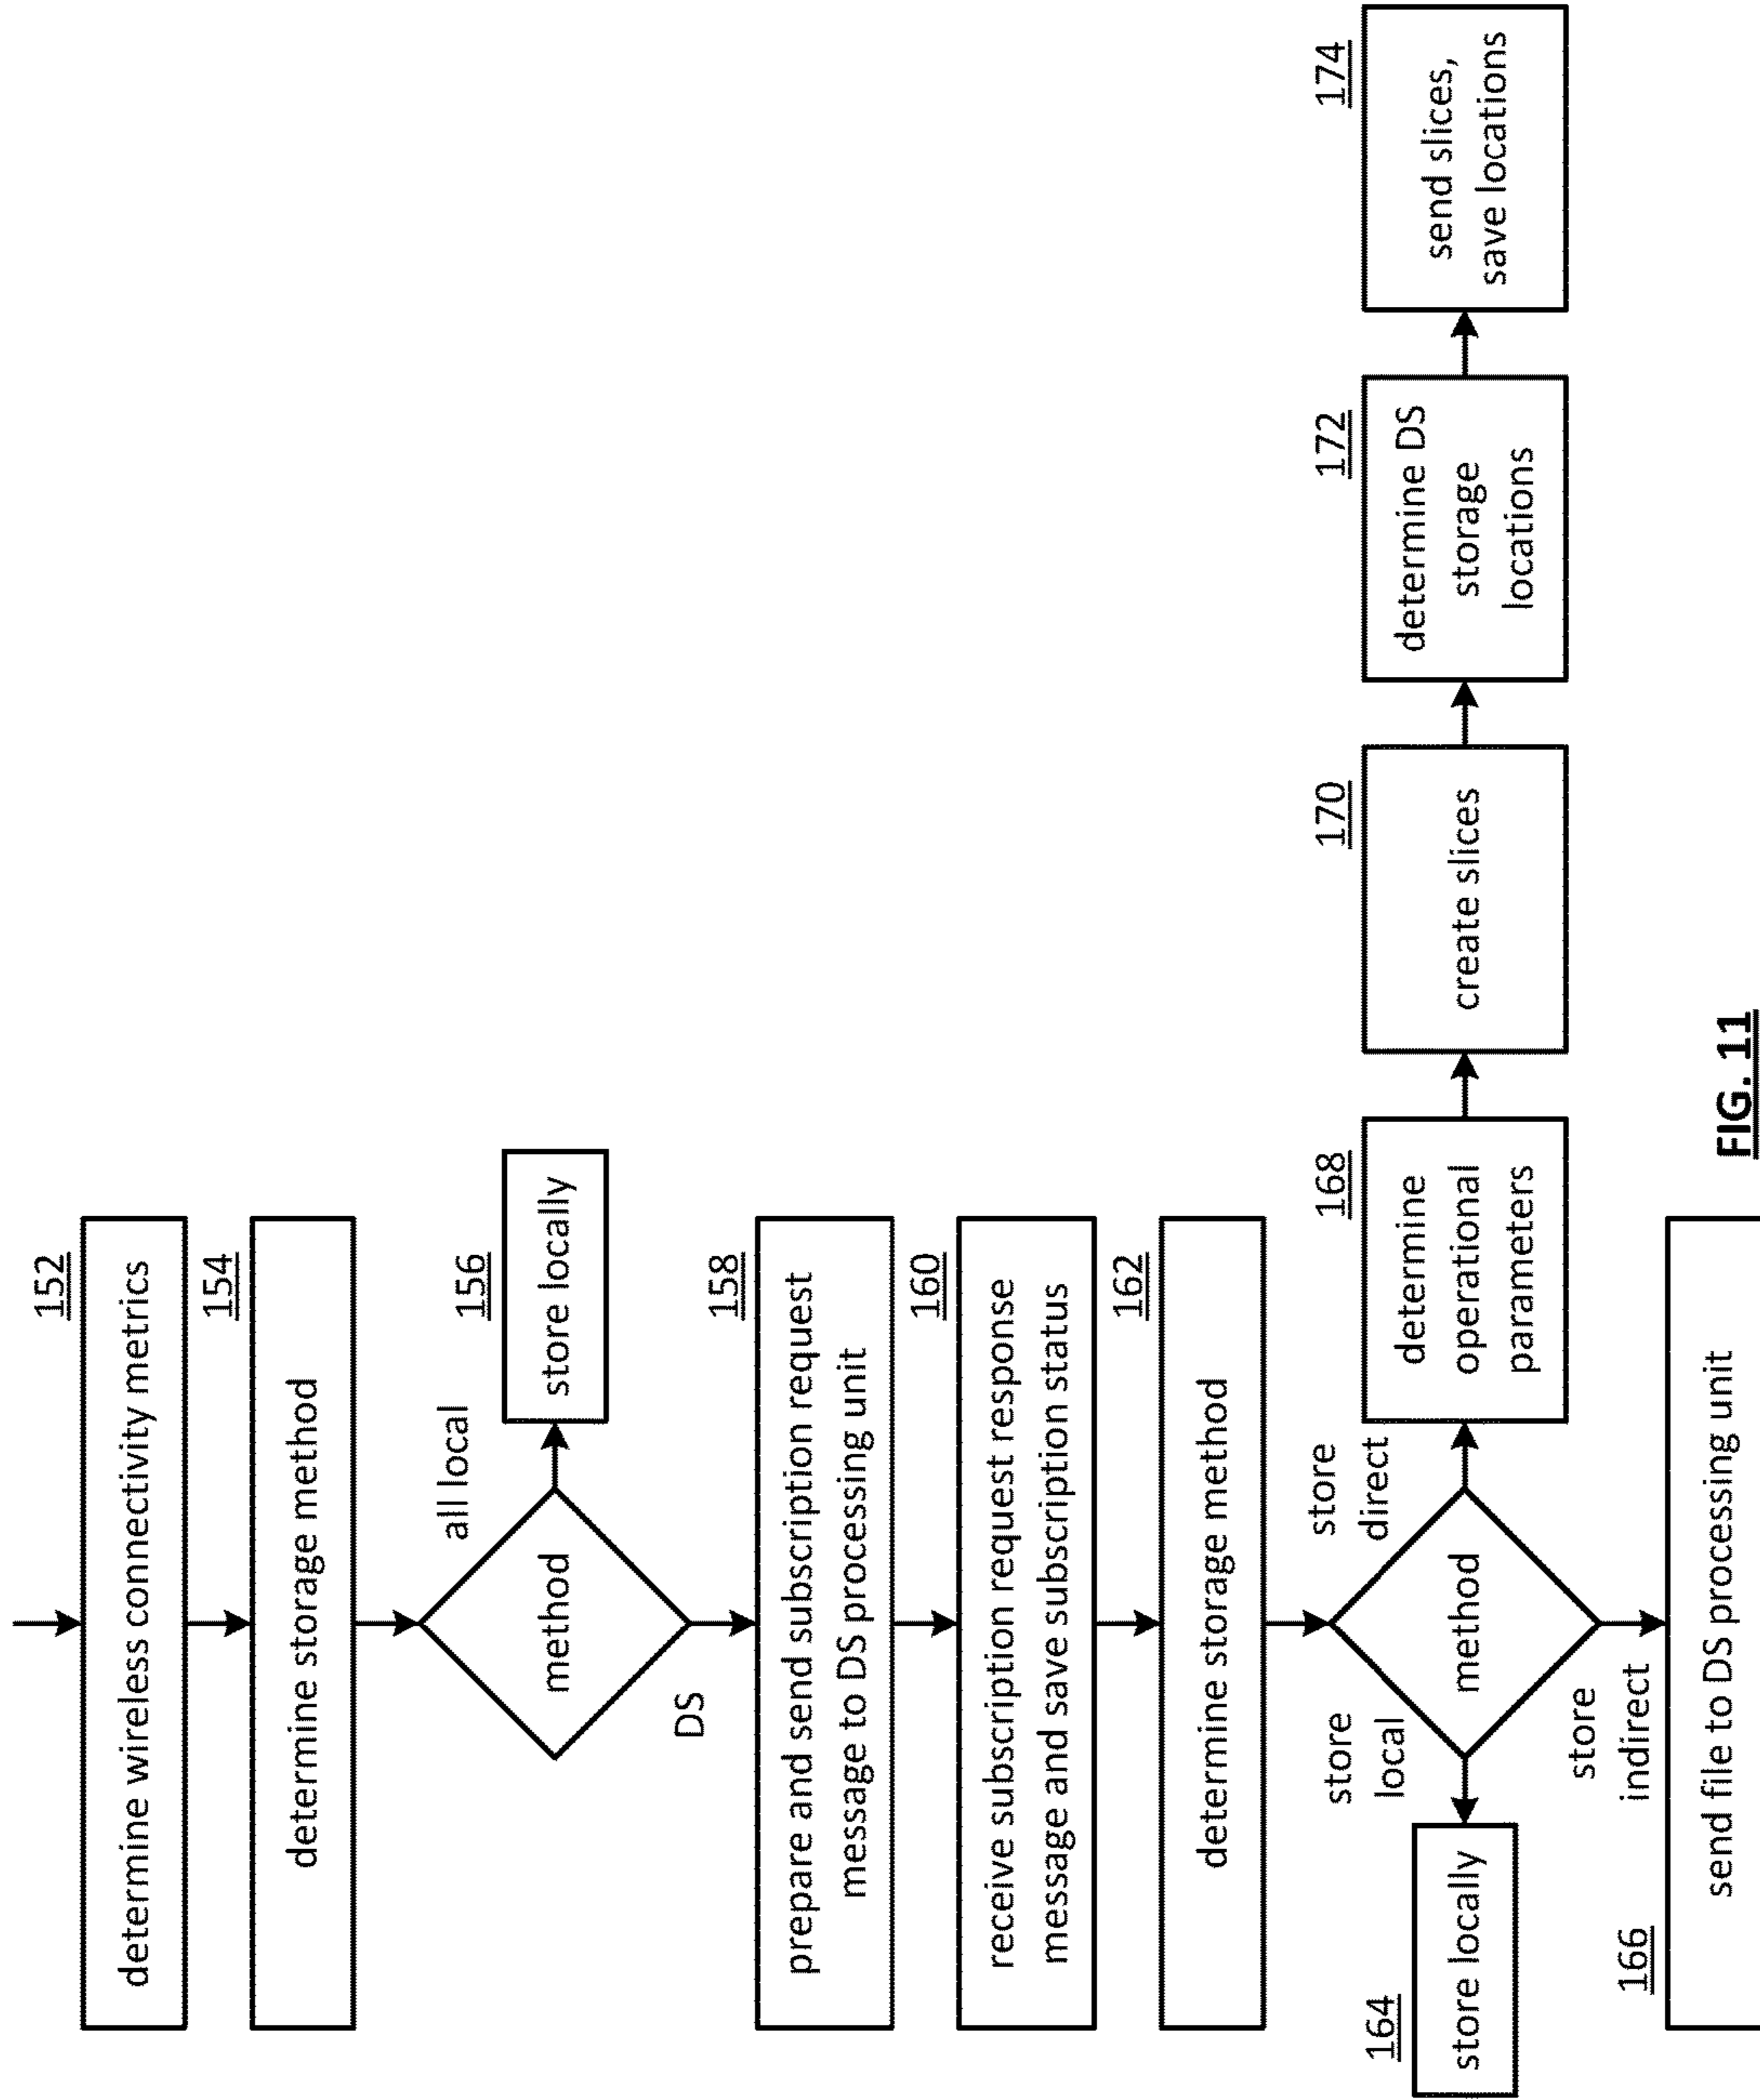 152
determine wireless connectivity metrics
154
determine storage method
all local
156
method
store locally
DS
158
prepare and send subscription request
message to DS processing unit
160
receive subscription request response
message and save subscription status
162
determine storage method
store
local
store
direct
method
164
store locally
store
indirect
166
send file to DS processing unit
168
determine
operational
parameters
170
create slices
172
determine DS
storage
locations
174
send slices,
save locations
FIG. 11